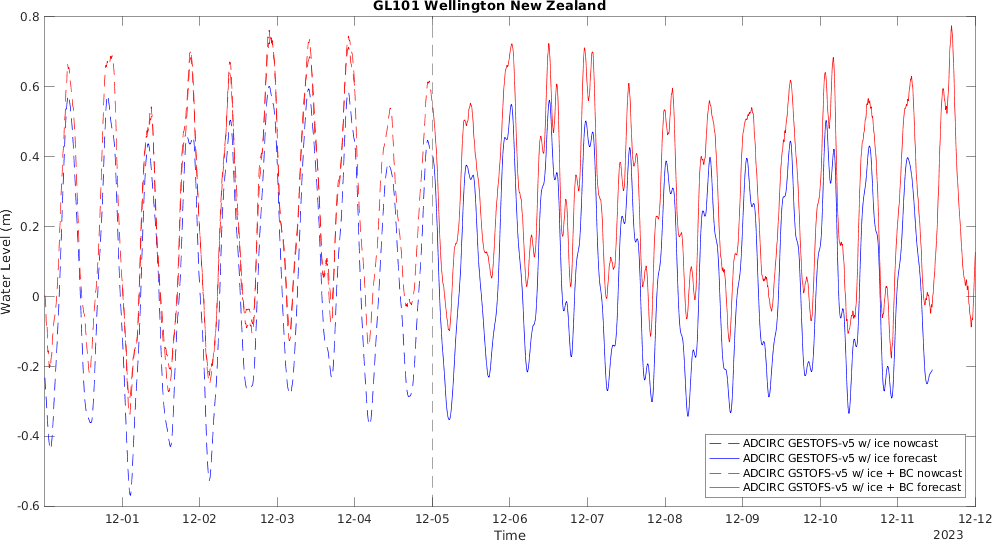 GL101 Wellington New Zealand
0.8
0.6
0.4
0.2
0
-0.2
-0.4
-0.6
Water Level (m)
ADCIRC GESTOFS-v5 w/ ice nowcast
ADCIRC GESTOFS-v5 w/ ice forecast
ADCIRC GSTOFS-v5 w/ ice + BC nowcast
ADCIRC GSTOFS-v5 w/ ice + BC forecast
12-01 12-02 12-03 12-04 12-05 12-06 12-07 12-08 12-09 12-10 12-11 12-12
Time
2023